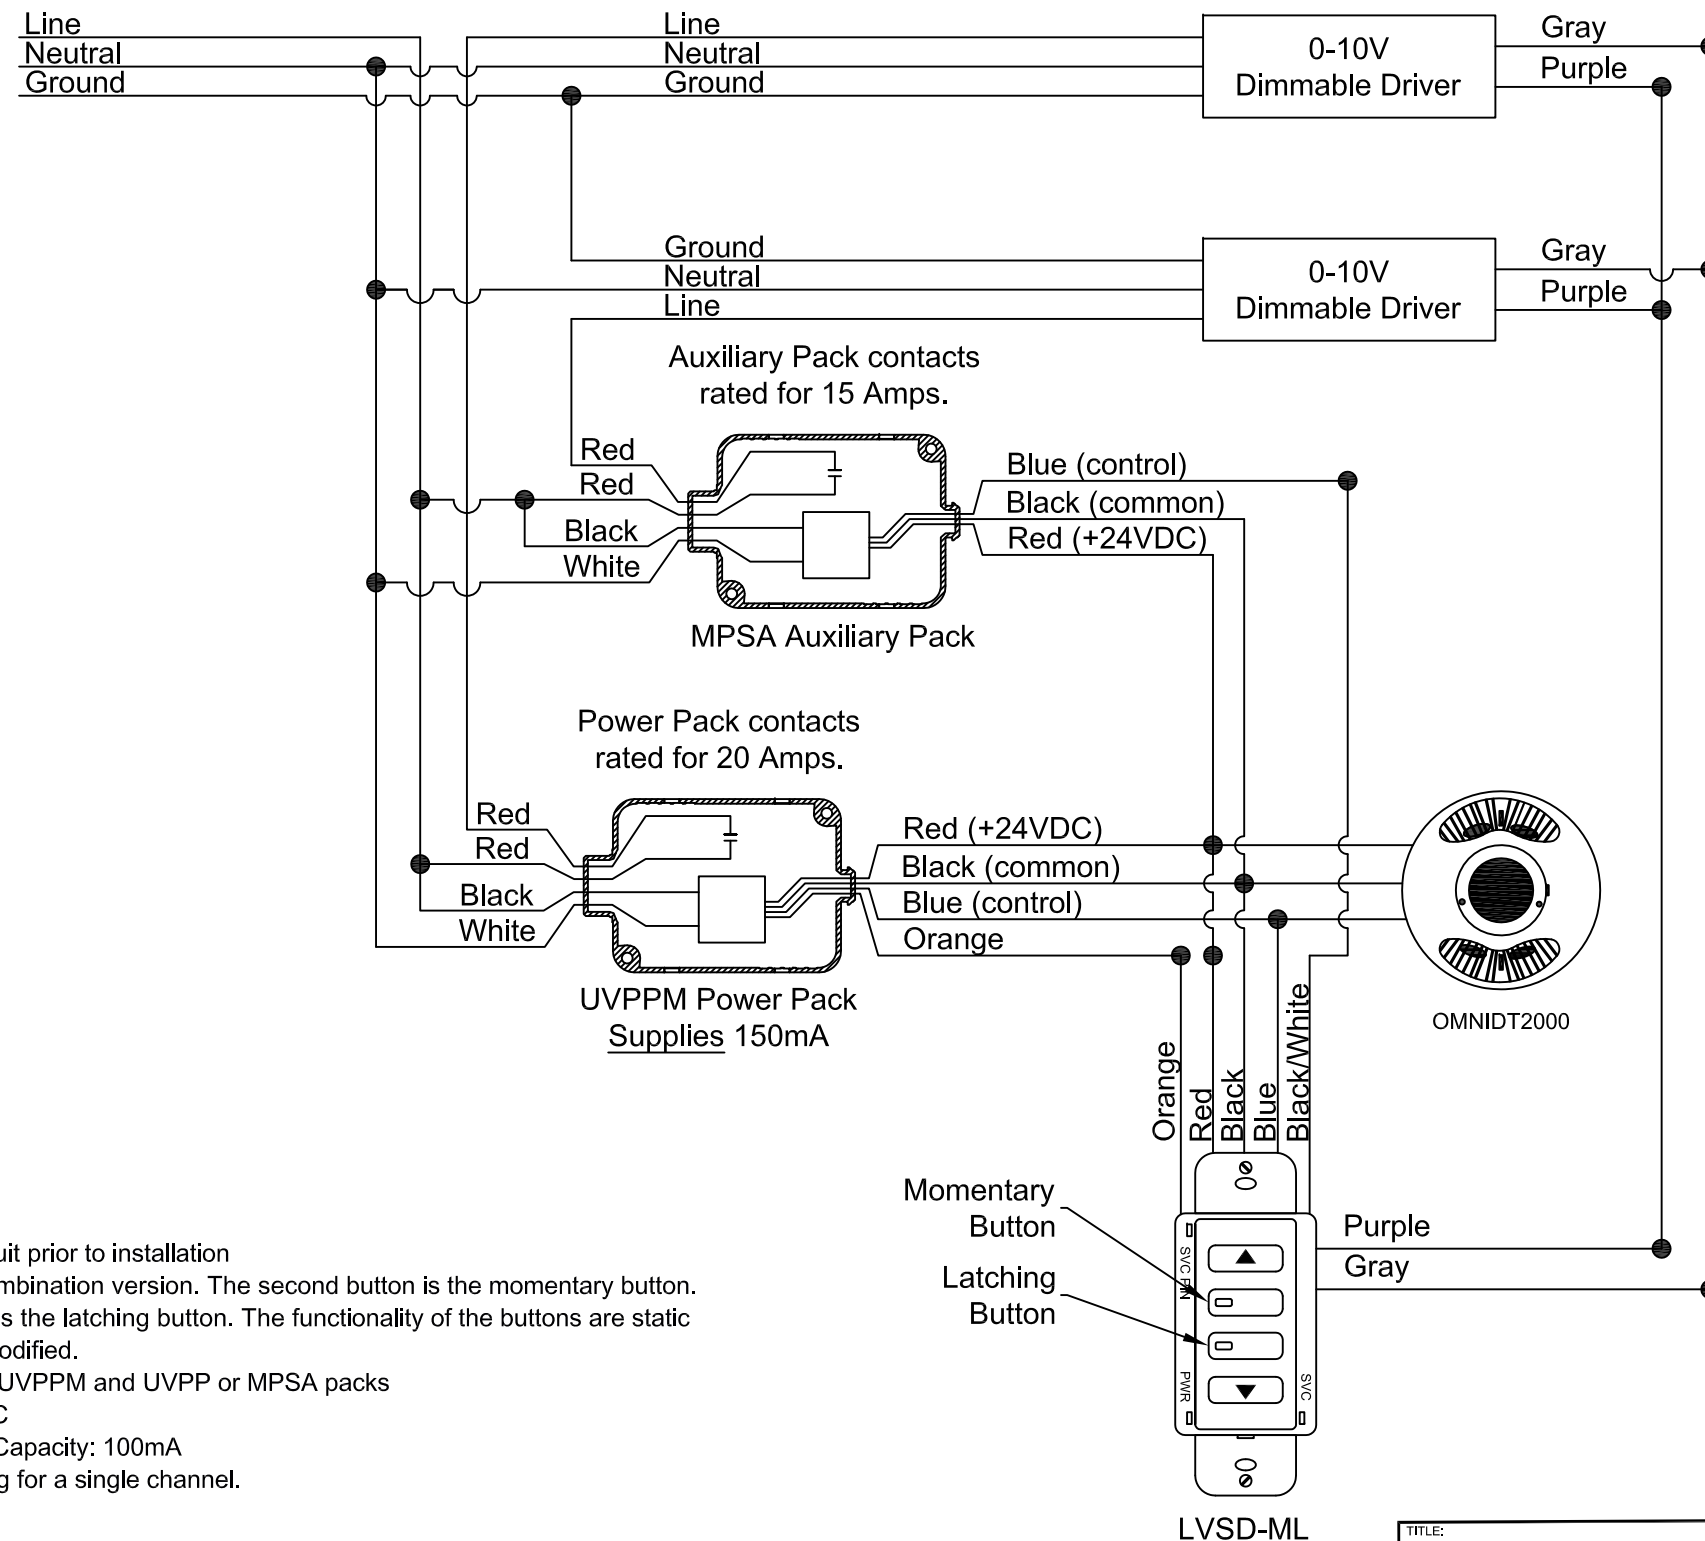 Line
Neutral
Ground
Line
Neutral
Ground
0-10V
Dimmable Driver
Gray
Purple
Ground
Neutral
Line
0-10V
Dimmable Driver
Gray
Purple
Auxiliary Pack contacts
rated for 15 Amps.
Red
Red
Black
White
Blue (control)
Black (common)
Red (+24VDC)
MPSA Auxiliary Pack
Power Pack contacts
rated for 20 Amps.
Red
Red
Black
White
Red (+24VDC)
Black (common)
Blue (control)
Orange
UVPPM Power Pack
Supplies 150mA
OMNIDT2000
Orange
Red
Black
Blue
Black/White
Momentary
Button
Latching
Button
SVC PIN
PWR
SVC
Purple
Gray
LVSD-ML
uit prior to installation
mbination version. The second button is the momentary button.
s the latching button. The functionality of the buttons are static
odified.
UVPPM and UVPP or MPSA packs
C
Capacity: 100mA
g for a single channel.
TITLE: